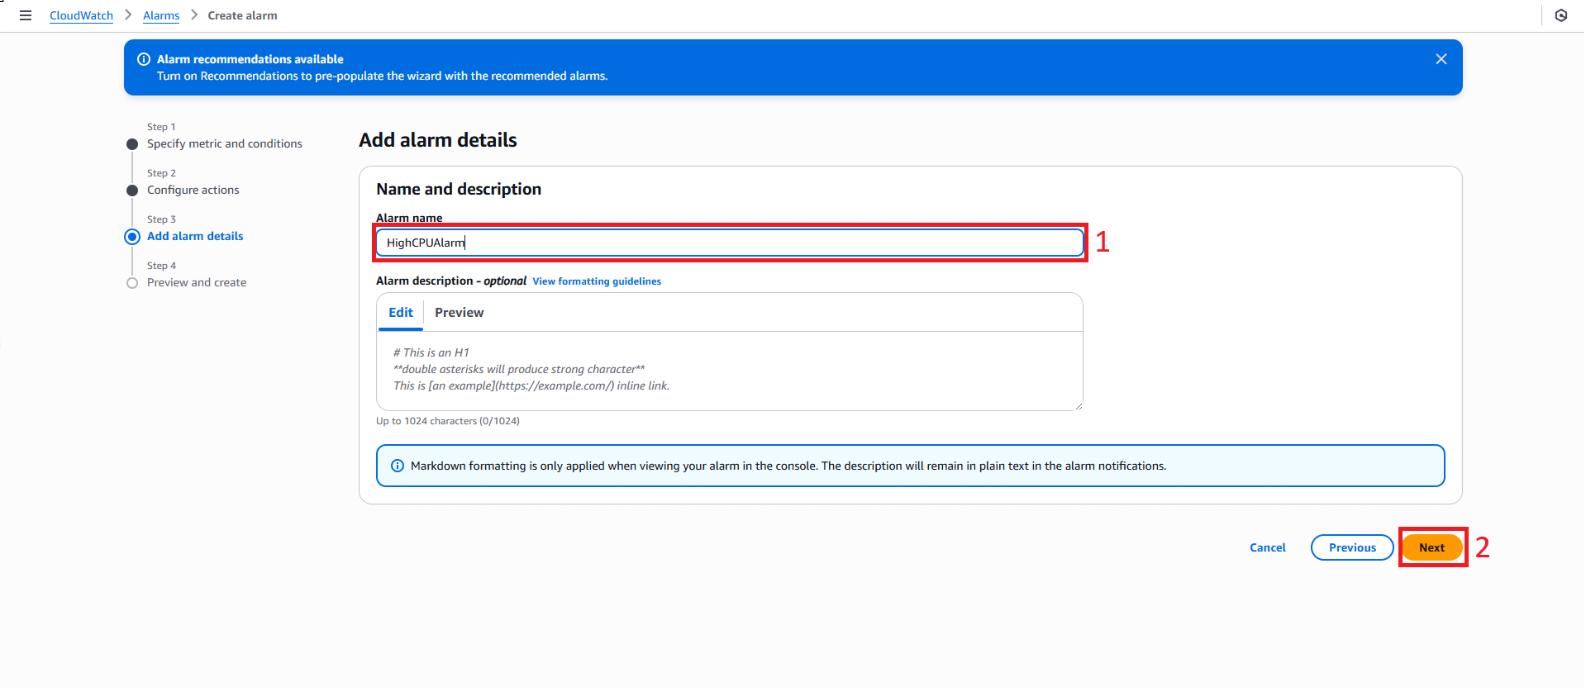 CloudWatch > Alarms > Create alarm
Alarm recommendations available
Turn on Recommendations to pre-populate the wizard with the recommended alarms.
Step 1
Specify metric and conditions
Step 2
Configure actions
Step 3
Add alarm details
Step 4
Preview and create
Add alarm details
Name and description
Alarm name
HighCPUAlarm
1
Alarm description - optional View formatting guidelines
Edit Preview
# This is an H1
**double asterisks will produce strong character**
This is [an example](https://example.com/) inline link.
Up to 1024 characters (0/1024)
Markdown formatting is only applied when viewing your alarm in the console. The description will remain in plain text in the alarm notifications.
Cancel Previous Next 2